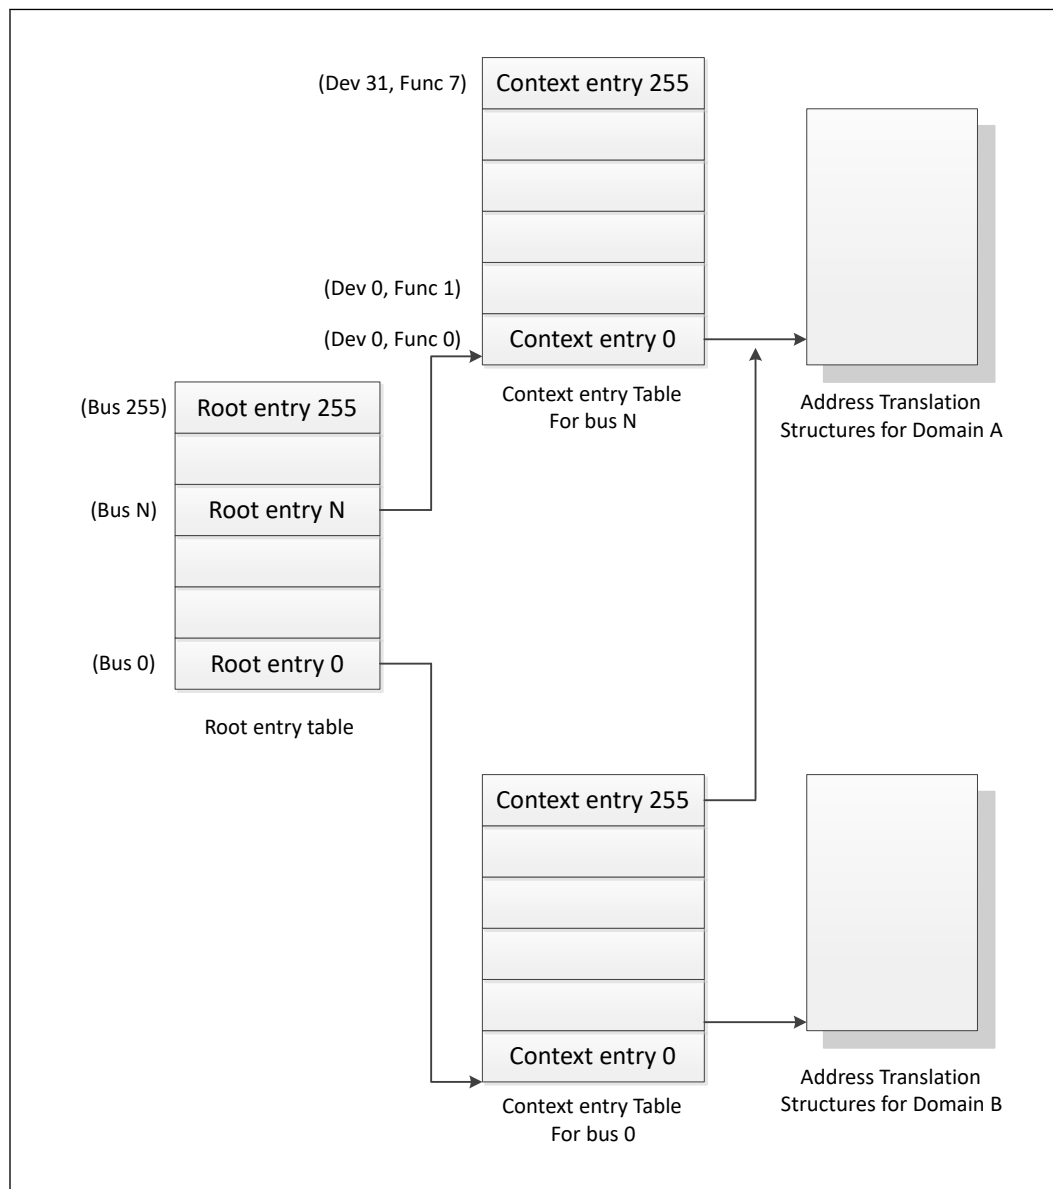 (Dev 31, Func 7)
Context entry 255
(Dev 0, Func 1)
(Dev 0, Func 0)
Context entry 0
Context entry Table
For bus N
Address Translation
Structures for Domain A
(Bus 255)
Root entry 255
(Bus N)
Root entry N
(Bus 0)
Root entry 0
Root entry table
Context entry 255
Context entry 0
Context entry Table
For bus 0
Address Translation
Structures for Domain B